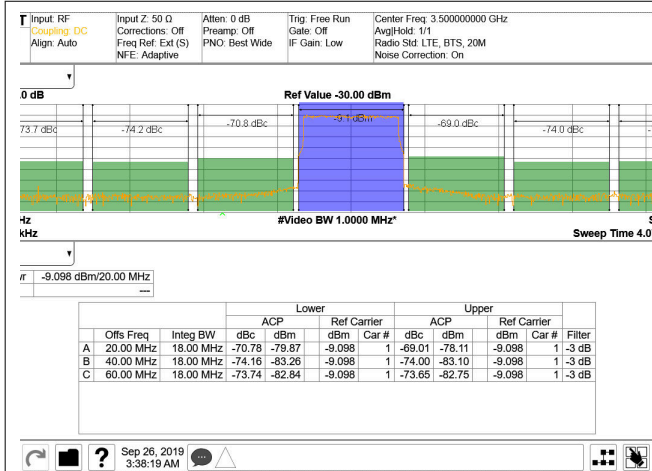 T Input: RF Input Z: 50 Ω Atten: 0 dB Trig: Free Run Center Freq: 3.500000000 GHz
Coupling: DC Corrections: Off Preamp: Off Gate: Off Avg|Hold: 1/1
Align: Auto Freq Ref: Ext (S) PNO: Best Wide IF Gain: Low Radio Std: LTE, BTS, 20M
NFE: Adaptive Noise Correction: On
.0 dB Ref Value -30.00 dBm
73.7 dBc -74.2 dBc -70.8 dBc -9.1 dBm -69.0 dBc -74.0 dBc
Hz #Video BW 1.0000 MHz*
kHz Sweep Time 4.0
-9.098 dBm/20.00 MHz
---
Lower Upper
ACP Ref Carrier ACP Ref Carrier
Offs Freq Integ BW dBc dBm dBm Car # dBc dBm dBm Car # Filter
A 20.00 MHz 18.00 MHz -70.78 -79.87 -9.098 1 -69.01 -78.11 -9.098 1 -3 dB
B 40.00 MHz 18.00 MHz -74.16 -83.26 -9.098 1 -74.00 -83.10 -9.098 1 -3 dB
C 60.00 MHz 18.00 MHz -73.74 -82.84 -9.098 1 -73.65 -82.75 -9.098 1 -3 dB
? Sep 26, 2019
3:38:19 AM